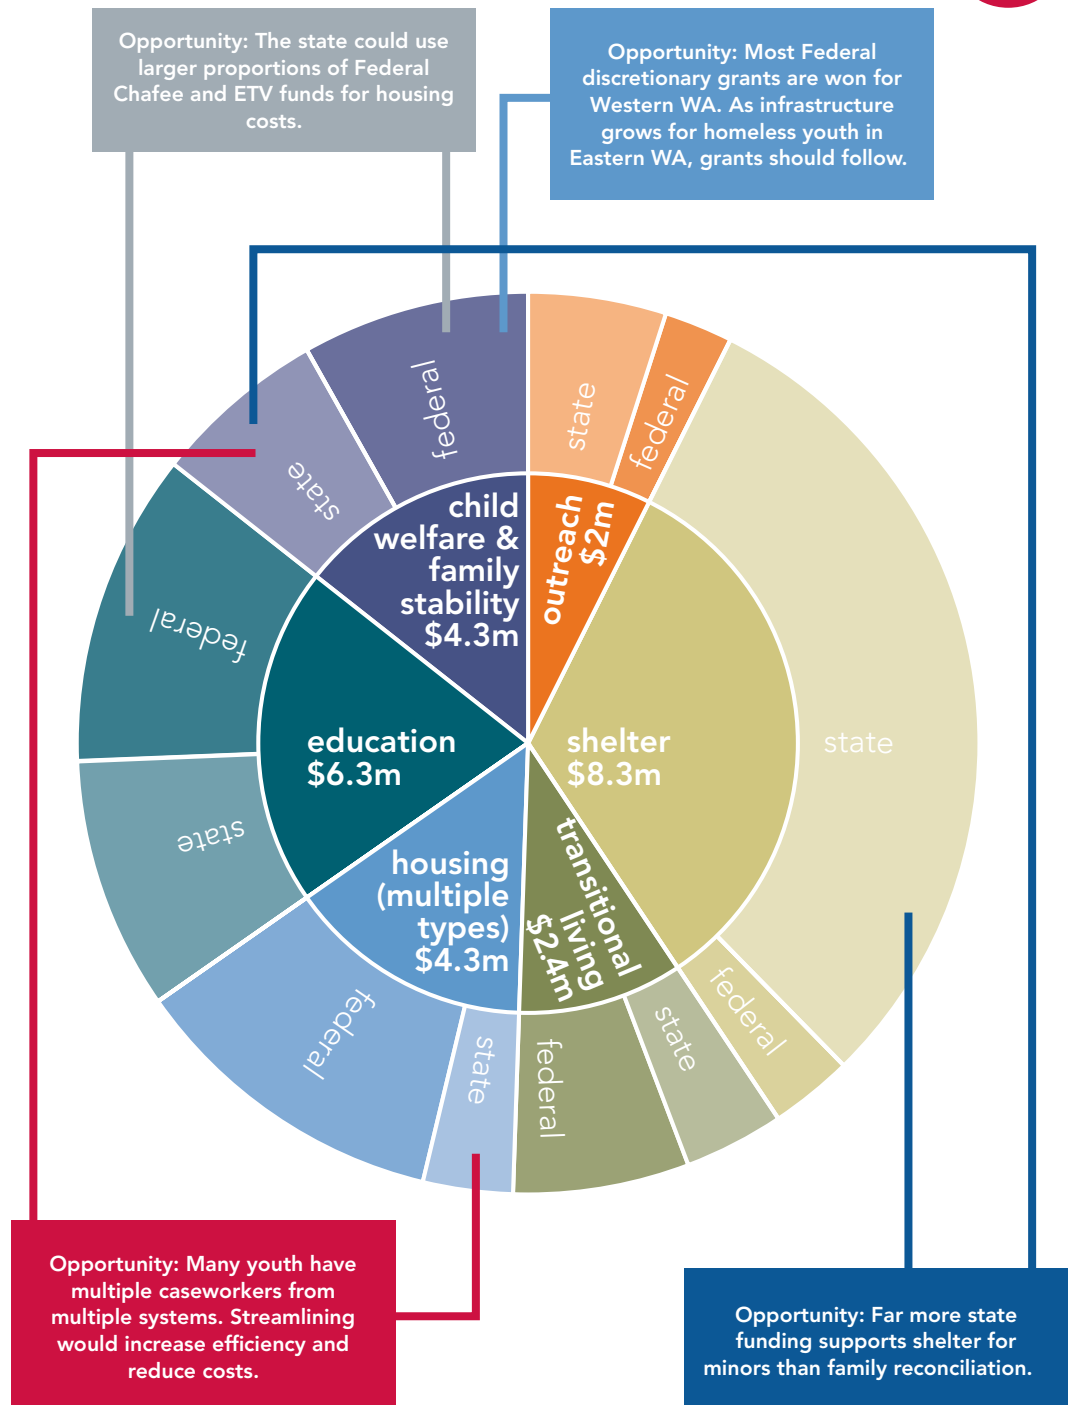 Opportunity: The state could use
larger proportions of Federal
Chafee and ETV funds for housing
costs.
Opportunity: Most Federal
discretionary grants are won for
Western WA. As infrastructure
grows for homeless youth in
Eastern WA, grants should follow.
federal
state
federal
state
child
welfare &
family
stability
$4.3m
outreach
$2m
federal
education
$6.3m
shelter
$8.3m
state
state
housing
(multiple
types)
$4.3m
transitional
living
$2.4m
federal
state
federal
state
federal
Opportunity: Many youth have
multiple caseworkers from
multiple systems. Streamlining
would increase efficiency and
reduce costs.
Opportunity: Far more state
funding supports shelter for
minors than family reconciliation.